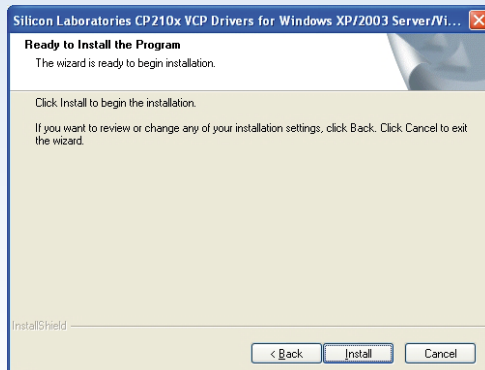 Silicon Laboratories CP210x VCP Drivers for Windows XP/2003 Server/Vi...
Ready to Install the Program
The wizard is ready to begin installation.
Click Install to begin the installation.
If you want to review or change any of your installation settings, click Back. Click Cancel to exit
the wizard.
InstallShield
< Back Install Cancel